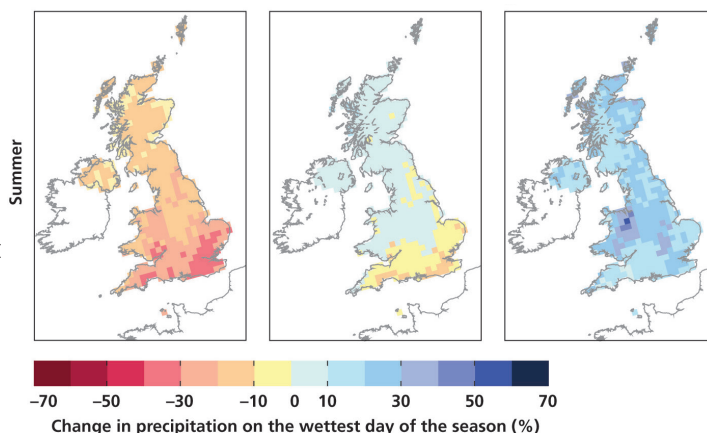 Summer
−70 −50 −30 −10 0 10 30 50 70
Change in precipitation on the wettest day of the season (%)